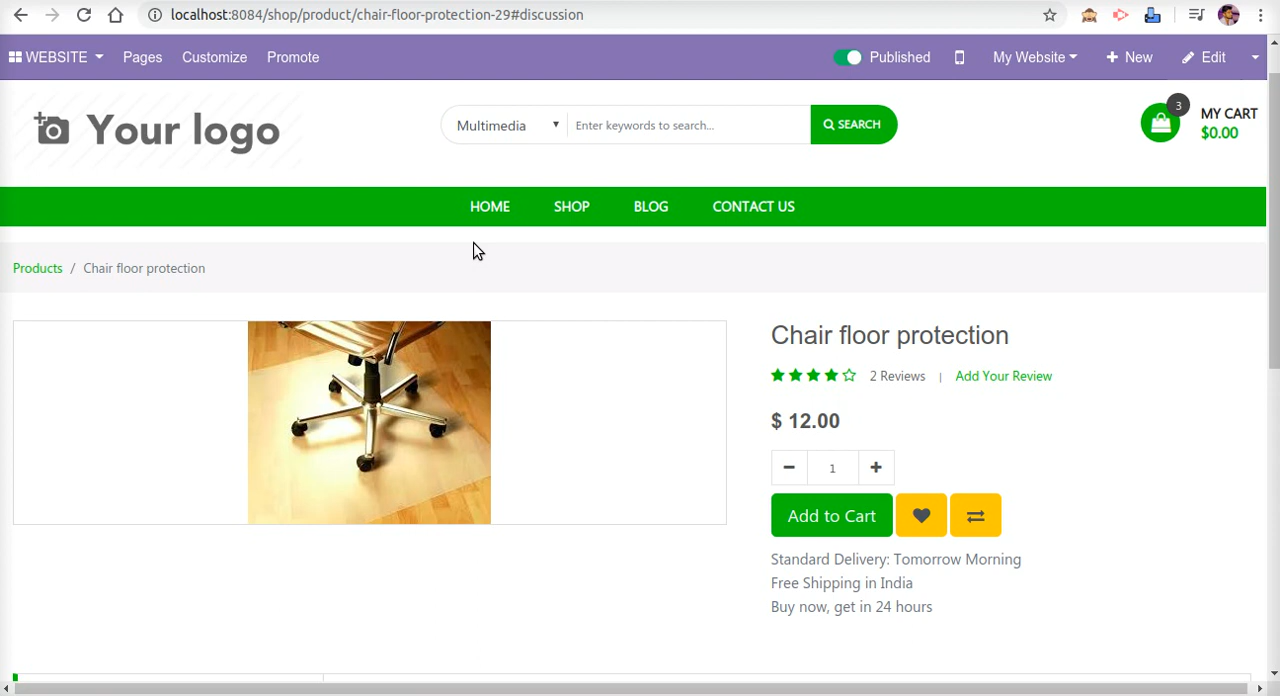 localhost:8084/shop/product/chair-floor-protection-29#discussion
WEBSITE Pages Customize Promote Published My Website + New Edit
Your logo
Multimedia Enter keywords to search... SEARCH
3
MY CART
$0.00
HOME SHOP BLOG CONTACT US
Products / Chair floor protection
Chair floor protection
2 Reviews | Add Your Review
$ 12.00
− 1 +
Add to Cart
Standard Delivery: Tomorrow Morning
Free Shipping in India
Buy now, get in 24 hours